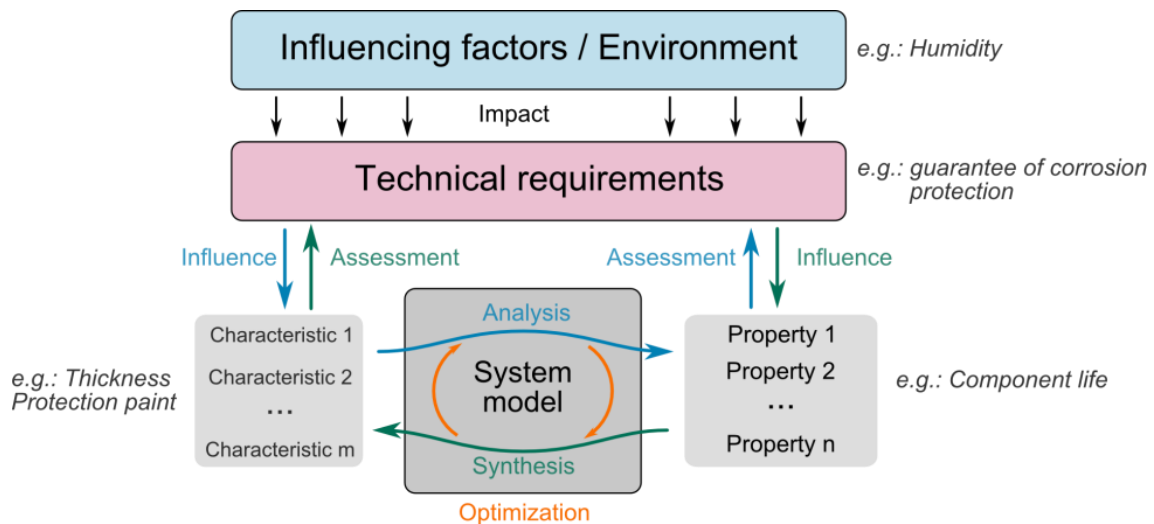 Influencing factors / Environment
e.g.: Humidity
Impact
Technical requirements
e.g.: guarantee of corrosion
protection
Influence
Assessment
Assessment
Influence
Characteristic 1
Characteristic 2
...
Characteristic m
e.g.: Thickness
Protection paint
Analysis
System
model
Synthesis
Optimization
Property 1
Property 2
...
Property n
e.g.: Component life